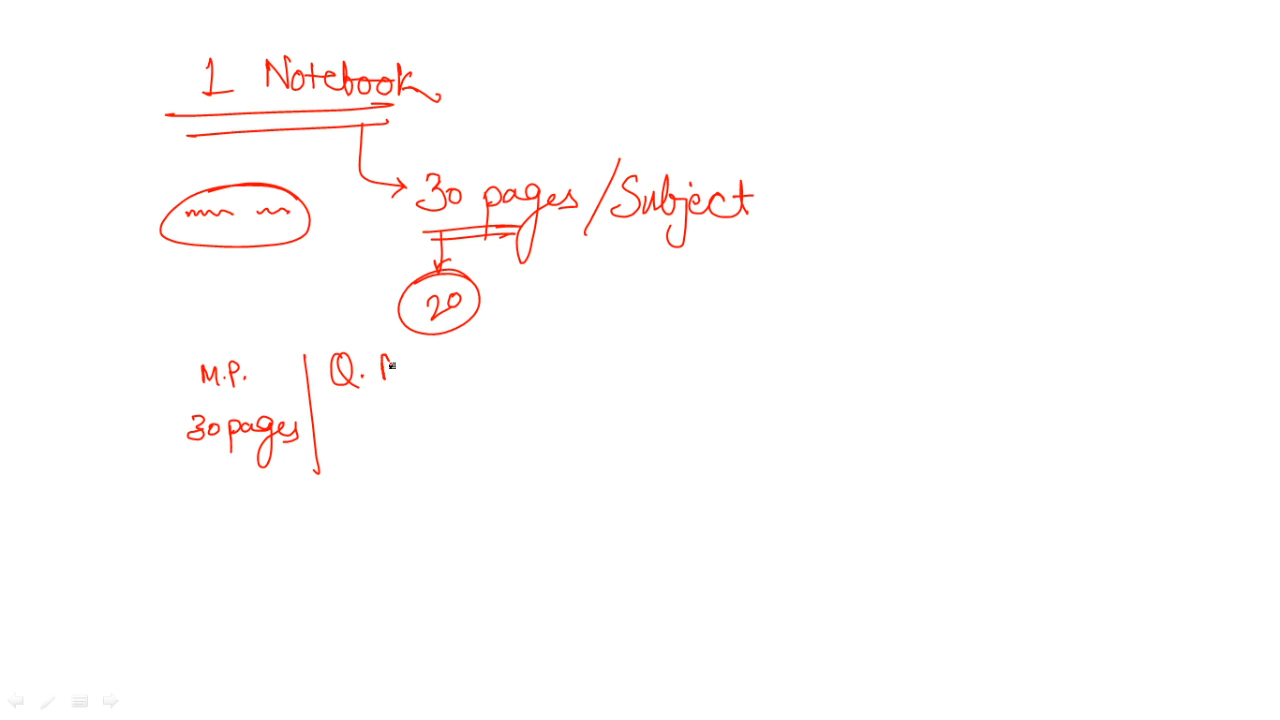 1 Notebook
30 pages / Subject
20
M.P. | Q.
30 pages